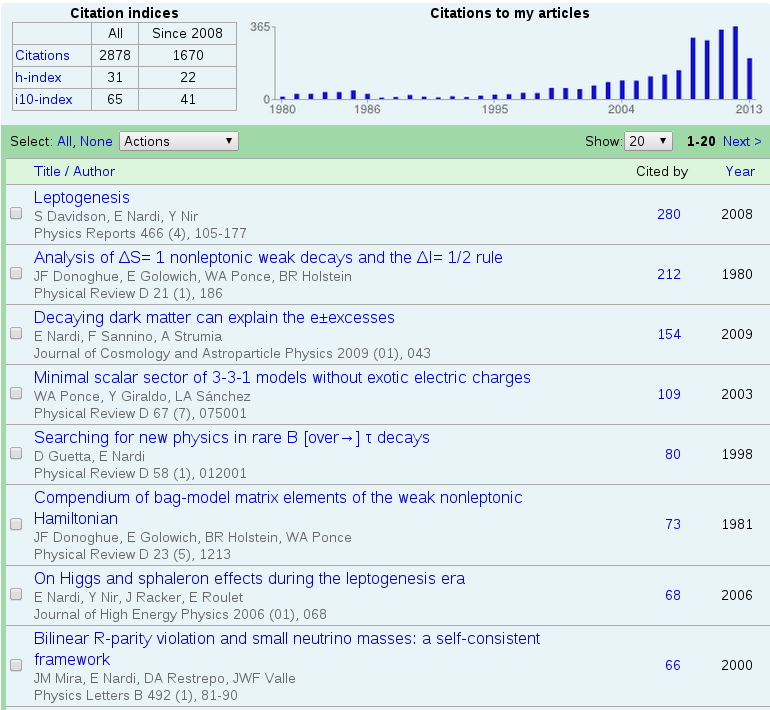 Citation indices
All Since 2008
Citations 2878 1670
h-index 31 22
i10-index 65 41
Citations to my articles
365
0
1980 1986 1995 2004 2013
Select: All, None Actions Show: 20 1-20 Next >
Title / Author Cited by Year
Leptogenesis
S Davidson, E Nardi, Y Nir
Physics Reports 466 (4), 105-177
280 2008
Analysis of ΔS= 1 nonleptonic weak decays and the ΔI= 1/2 rule
JF Donoghue, E Golowich, WA Ponce, BR Holstein
Physical Review D 21 (1), 186
212 1980
Decaying dark matter can explain the e±excesses
E Nardi, F Sannino, A Strumia
Journal of Cosmology and Astroparticle Physics 2009 (01), 043
154 2009
Minimal scalar sector of 3-3-1 models without exotic electric charges
WA Ponce, Y Giraldo, LA Sánchez
Physical Review D 67 (7), 075001
109 2003
Searching for new physics in rare B [over→] τ decays
D Guetta, E Nardi
Physical Review D 58 (1), 012001
80 1998
Compendium of bag-model matrix elements of the weak nonleptonic
Hamiltonian
JF Donoghue, E Golowich, BR Holstein, WA Ponce
Physical Review D 23 (5), 1213
73 1981
On Higgs and sphaleron effects during the leptogenesis era
E Nardi, Y Nir, J Racker, E Roulet
Journal of High Energy Physics 2006 (01), 068
68 2006
Bilinear R-parity violation and small neutrino masses: a self-consistent
framework
JM Mira, E Nardi, DA Restrepo, JWF Valle
Physics Letters B 492 (1), 81-90
66 2000